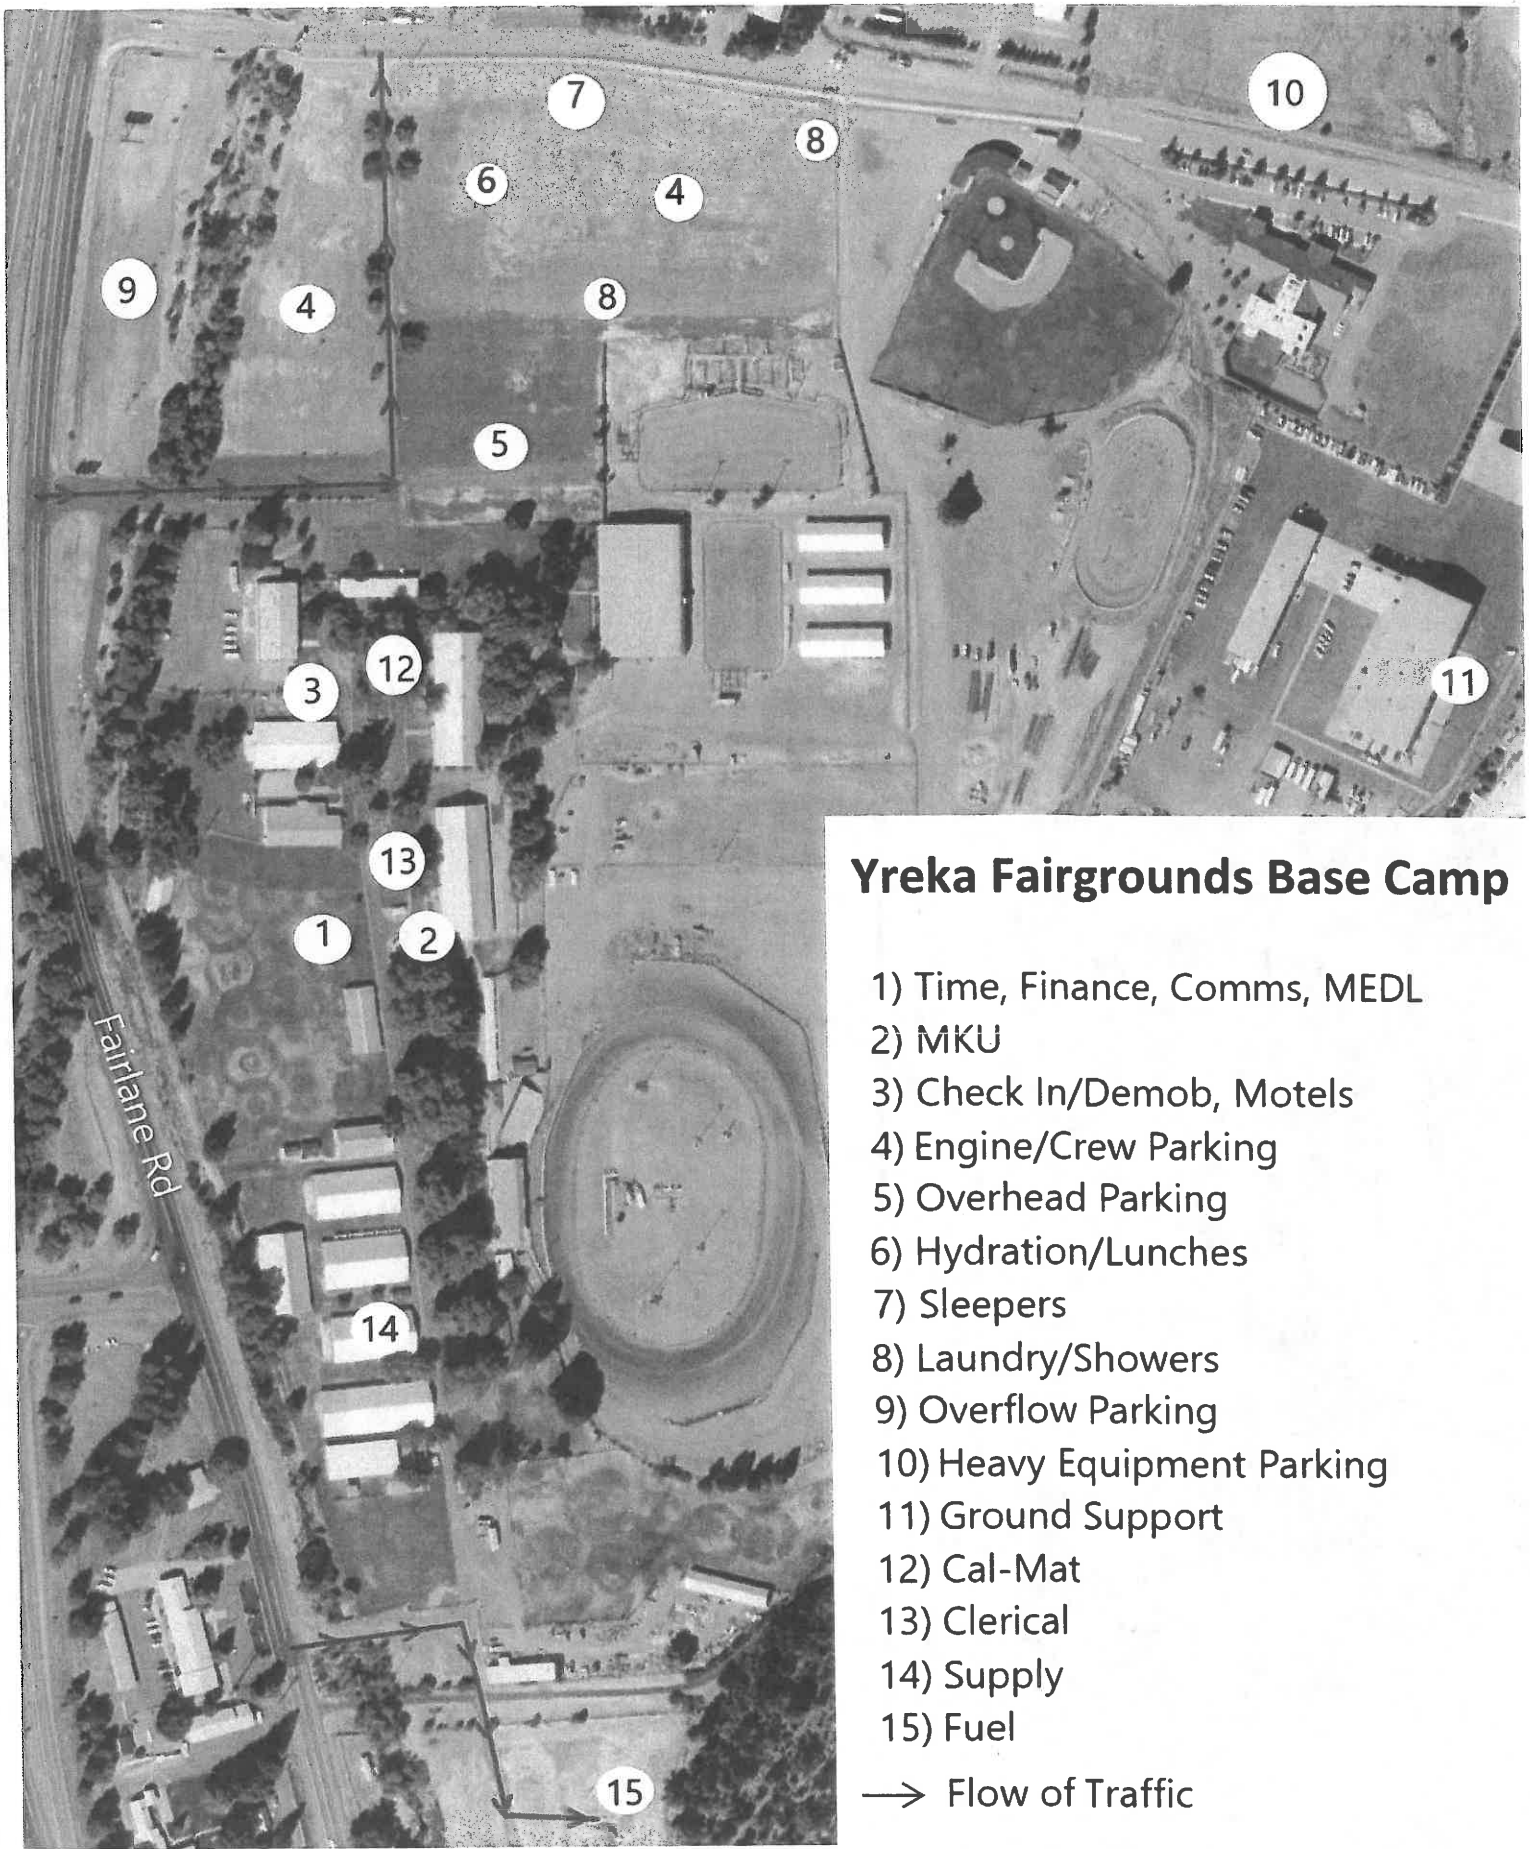 7
10
8
6
4
9
4
8
5
12
3
11
13
1
2
Fairlane Rd
14
15
Yreka Fairgrounds Base Camp
1) Time, Finance, Comms, MEDL
2) MKU
3) Check In/Demob, Motels
4) Engine/Crew Parking
5) Overhead Parking
6) Hydration/Lunches
7) Sleepers
8) Laundry/Showers
9) Overflow Parking
10) Heavy Equipment Parking
11) Ground Support
12) Cal-Mat
13) Clerical
14) Supply
15) Fuel
→ Flow of Traffic